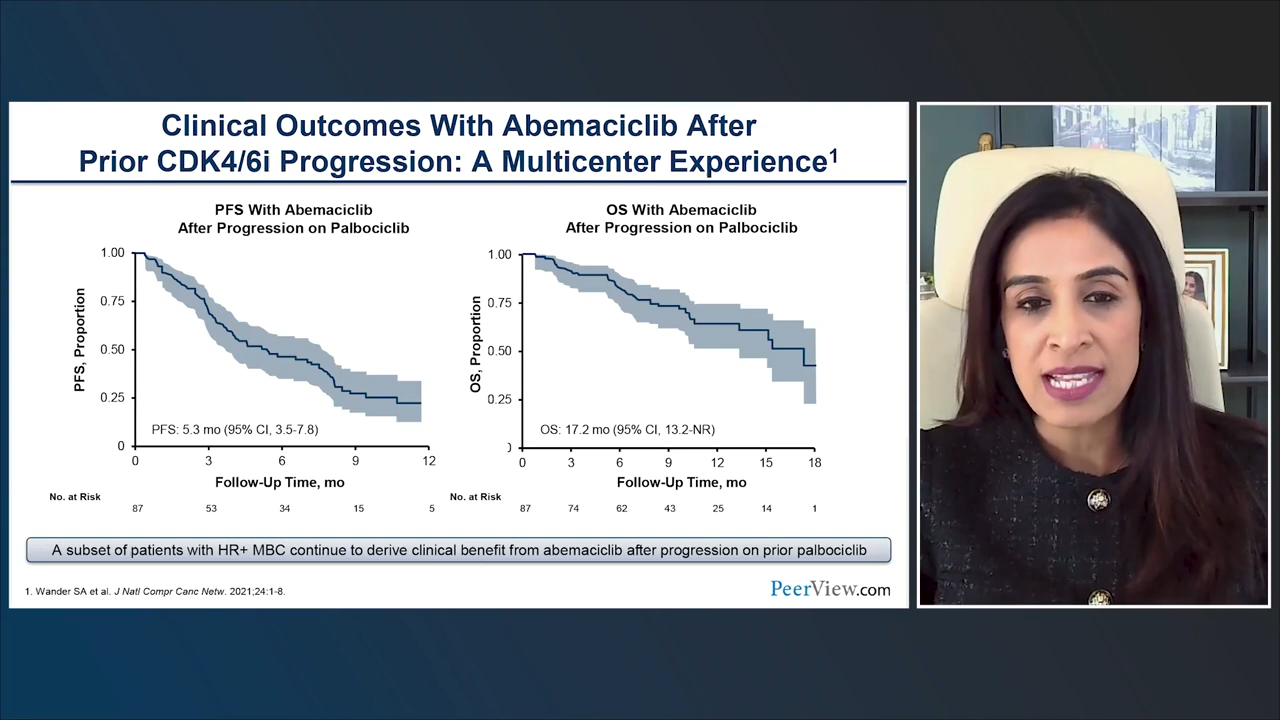 Clinical Outcomes With Abemaciclib After
Prior CDK4/6i Progression: A Multicenter Experience¹
PFS With Abemaciclib
After Progression on Palbociclib
PFS, Proportion
1.00
0.75
0.50
0.25
0
PFS: 5.3 mo (95% CI, 3.5-7.8)
0 3 6 9 12
Follow-Up Time, mo
No. at Risk
87 53 34 15 5
OS With Abemaciclib
After Progression on Palbociclib
OS, Proportion
1.00
0.75
0.50
0.25
OS: 17.2 mo (95% CI, 13.2-NR)
0 3 6 9 12 15 18
Follow-Up Time, mo
No. at Risk
87 74 62 43 25 14 1
A subset of patients with HR+ MBC continue to derive clinical benefit from abemaciclib after progression on prior palbociclib
1. Wander SA et al. J Natl Compr Canc Netw. 2021;24:1-8.
PeerView.com